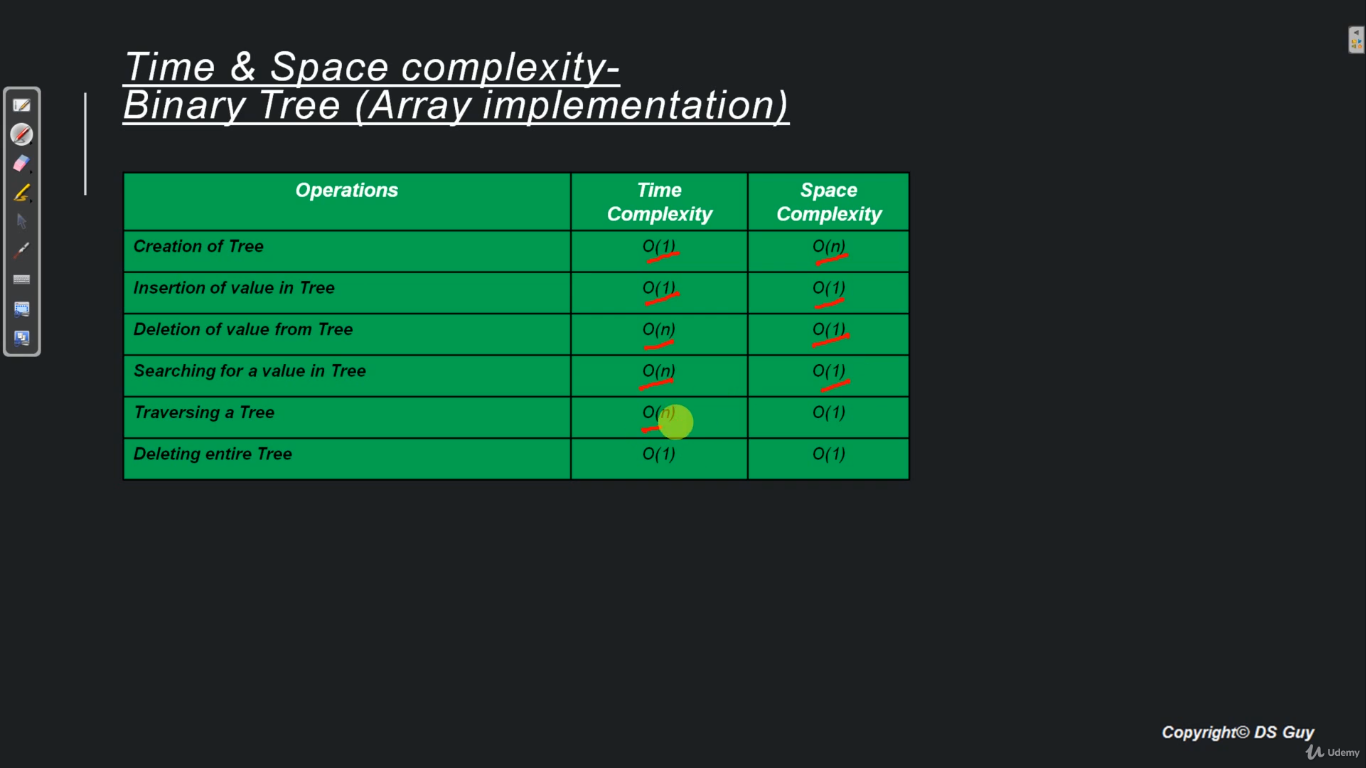 Time & Space complexity-
Binary Tree (Array implementation)
Operations Time Complexity Space Complexity
Creation of Tree O(1) O(n)
Insertion of value in Tree O(1) O(1)
Deletion of value from Tree O(n) O(1)
Searching for a value in Tree O(n) O(1)
Traversing a Tree O(n) O(1)
Deleting entire Tree O(1) O(1)
Copyright© DS Guy
Udemy